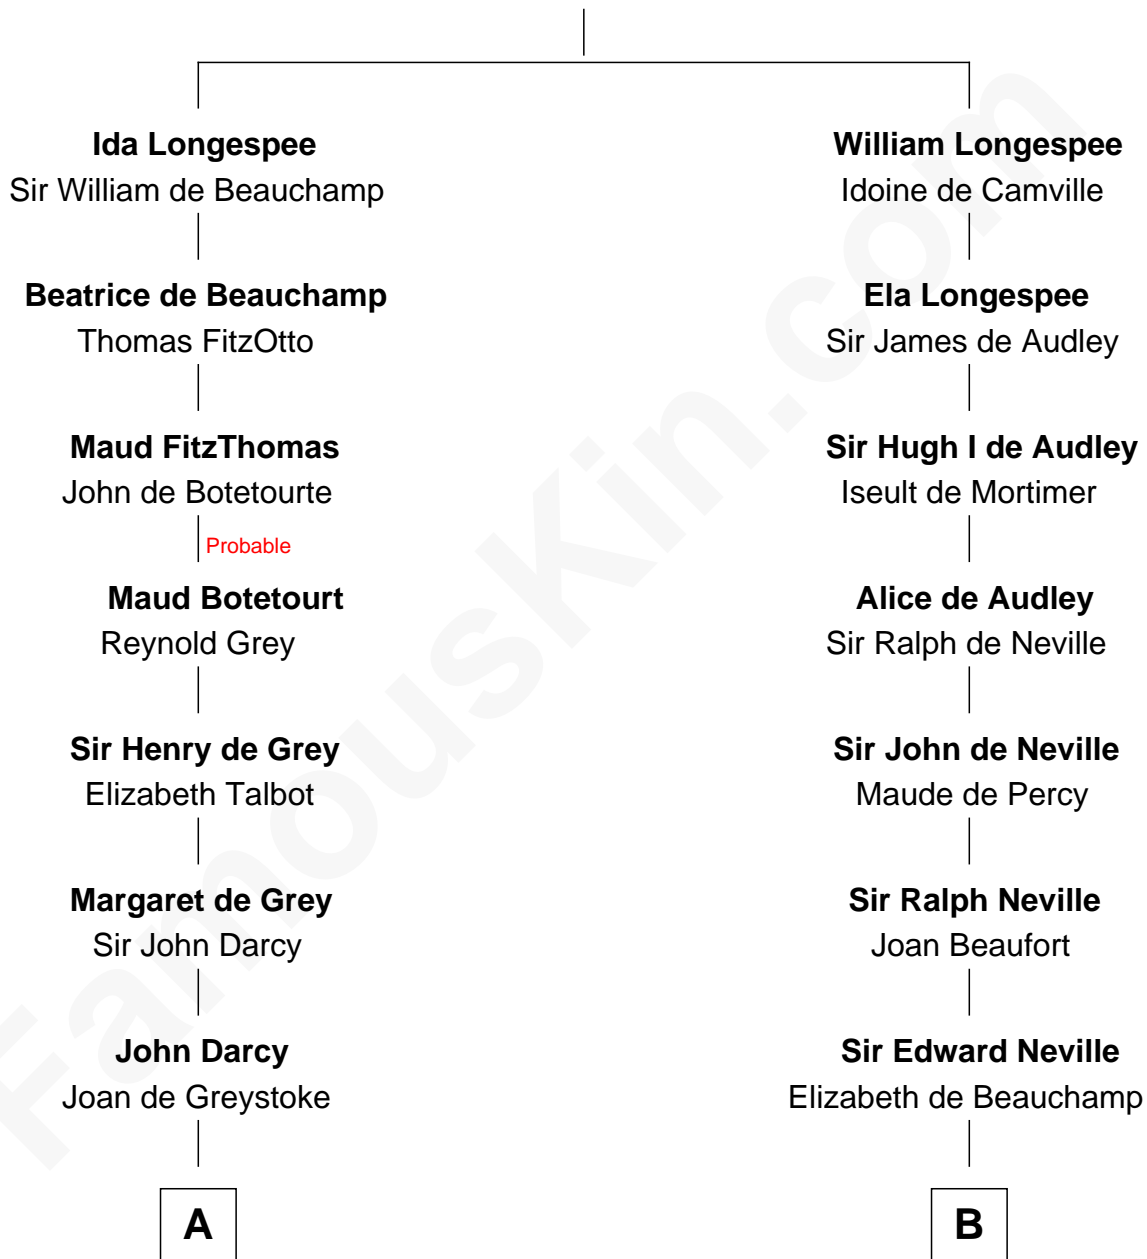 Ida Longespee
Sir William de Beauchamp
Beatrice de Beauchamp
Thomas FitzOtto
Maud FitzThomas
John de Botetourte
Probable
Maud Botetourt
Reynold Grey
Sir Henry de Grey
Elizabeth Talbot
Margaret de Grey
Sir John Darcy
John Darcy
Joan de Greystoke
A
William Longespee
Idoine de Camville
Ela Longespee
Sir James de Audley
Sir Hugh I de Audley
Iseult de Mortimer
Alice de Audley
Sir Ralph de Neville
Sir John de Neville
Maude de Percy
Sir Ralph Neville
Joan Beaufort
Sir Edward Neville
Elizabeth de Beauchamp
B
FamousKin.com